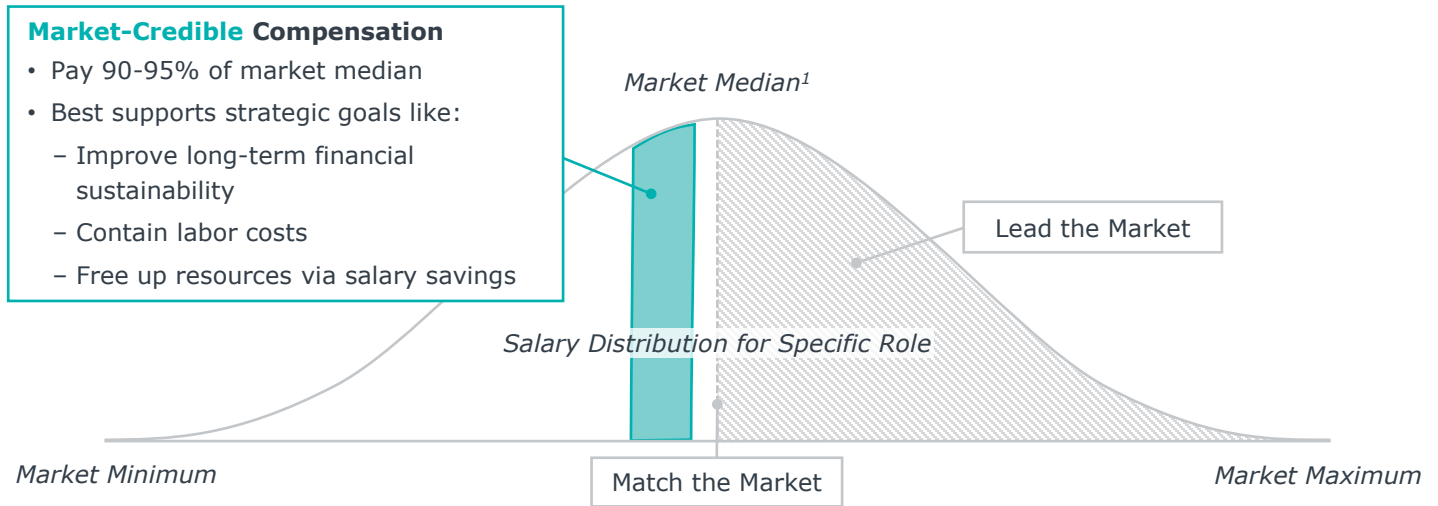 Market-Credible Compensation
• Pay 90-95% of market median
• Best supports strategic goals like:
– Improve long-term financial
sustainability
– Contain labor costs
– Free up resources via salary savings
Market Median¹
Lead the Market
Salary Distribution for Specific Role
Market Minimum
Match the Market
Market Maximum